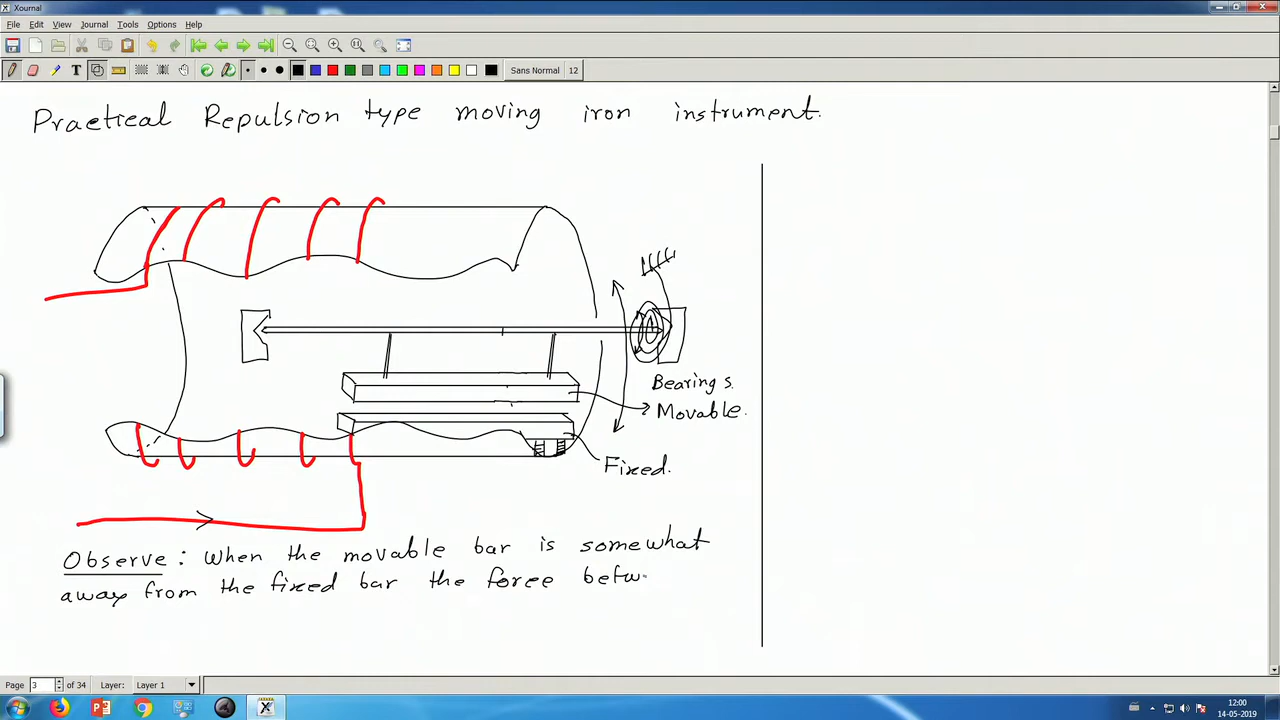 Xournal
File Edit View Journal Tools Options Help
Sans Normal 12
Practical Repulsion type moving iron instrument.
Bearings
Movable.
Fixed.
Observe: When the movable bar is somewhat
away from the fixed bar the force betw
Page 3 of 34 Layer: Layer 1
12:00
14-05-2019